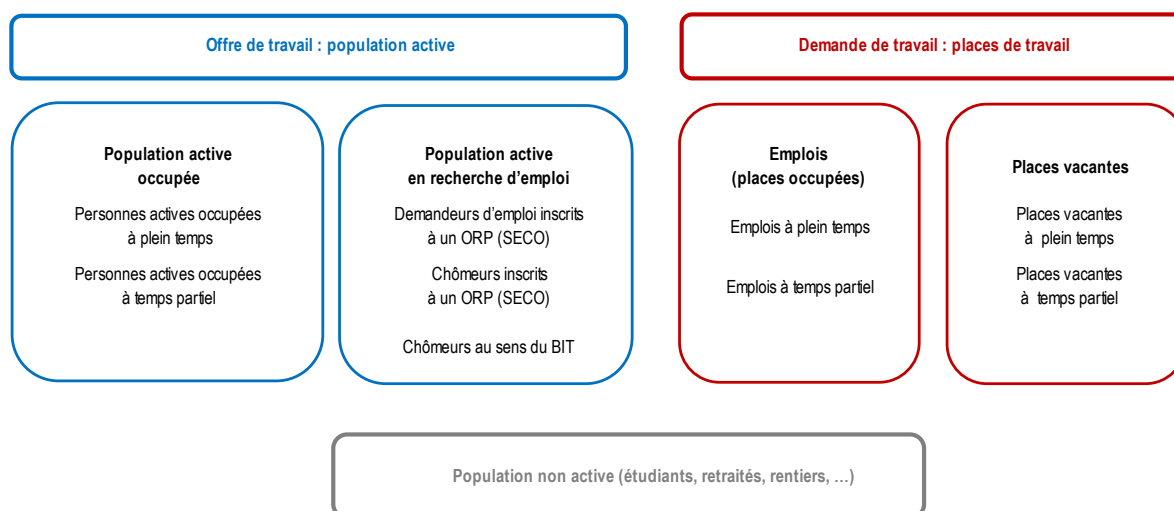 Offre de travail : population active
Demande de travail : places de travail
Population active
occupée
Personnes actives occupées
à plein temps
Personnes actives occupées
à temps partiel
Population active
en recherche d'emploi
Demandeurs d'emploi inscrits
à un ORP (SECO)
Chômeurs inscrits
à un ORP (SECO)
Chômeurs au sens du BIT
Emplois
(places occupées)
Emplois à plein temps
Emplois à temps partiel
Places vacantes
Places vacantes
à plein temps
Places vacantes
à temps partiel
Population non active (étudiants, retraités, rentiers, …)